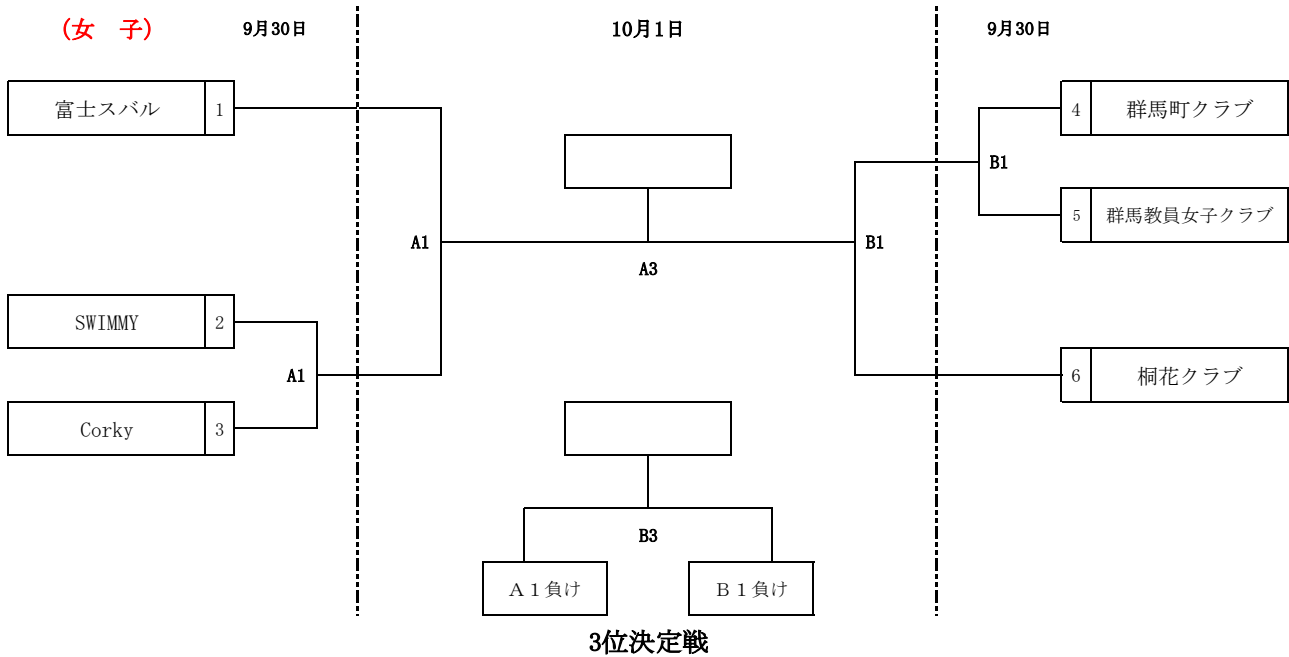 (女　子)
9月30日
10月1日
9月30日
富士スバル
1
4
群馬町クラブ
B1
5
群馬教員女子クラブ
A1
B1
A3
SWIMMY
2
A1
6
桐花クラブ
Corky
3
B3
A１負け
B１負け
3位決定戦